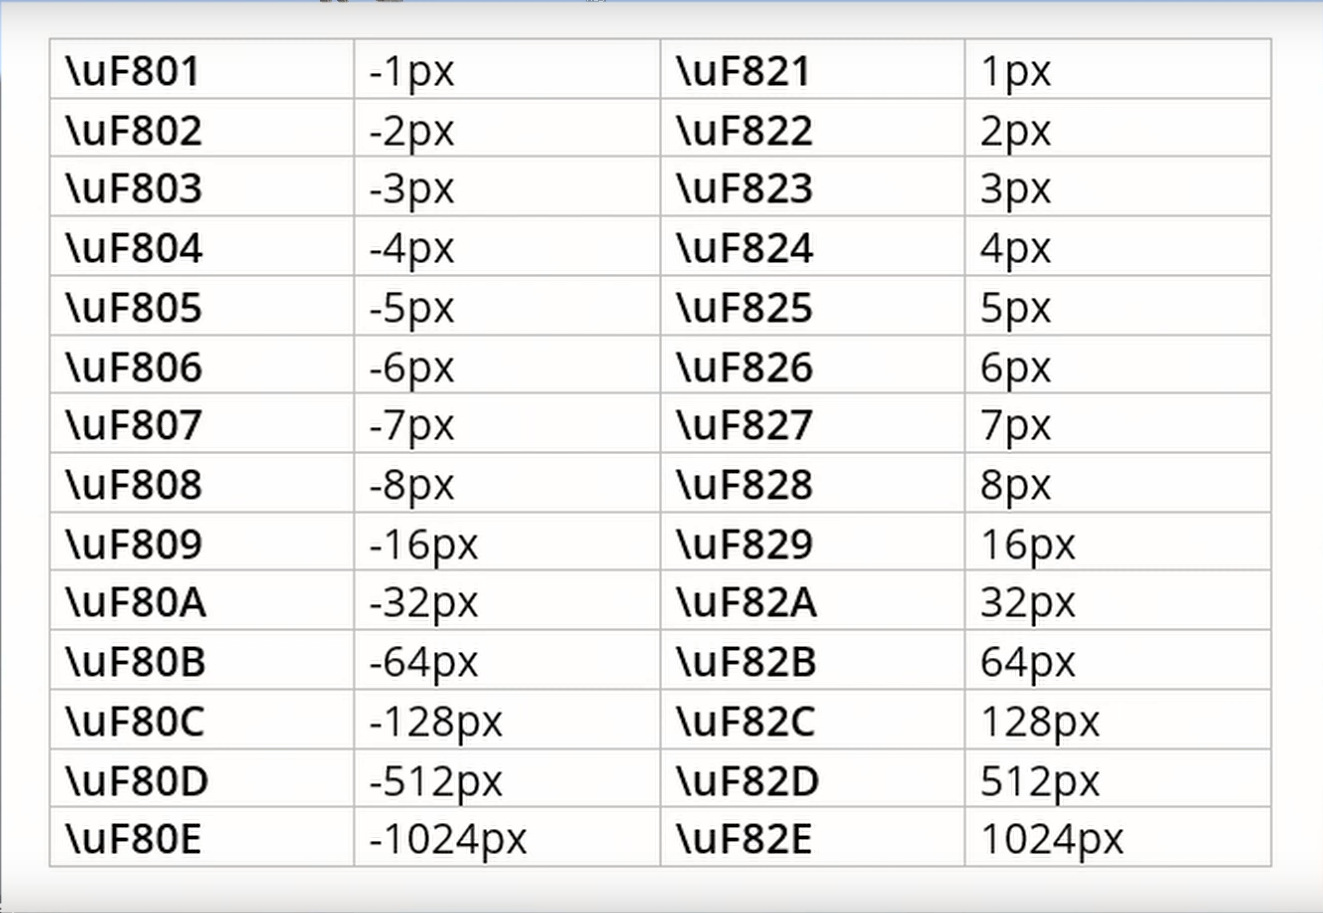 \uF801 -1px \uF821 1px
\uF802 -2px \uF822 2px
\uF803 -3px \uF823 3px
\uF804 -4px \uF824 4px
\uF805 -5px \uF825 5px
\uF806 -6px \uF826 6px
\uF807 -7px \uF827 7px
\uF808 -8px \uF828 8px
\uF809 -16px \uF829 16px
\uF80A -32px \uF82A 32px
\uF80B -64px \uF82B 64px
\uF80C -128px \uF82C 128px
\uF80D -512px \uF82D 512px
\uF80E -1024px \uF82E 1024px